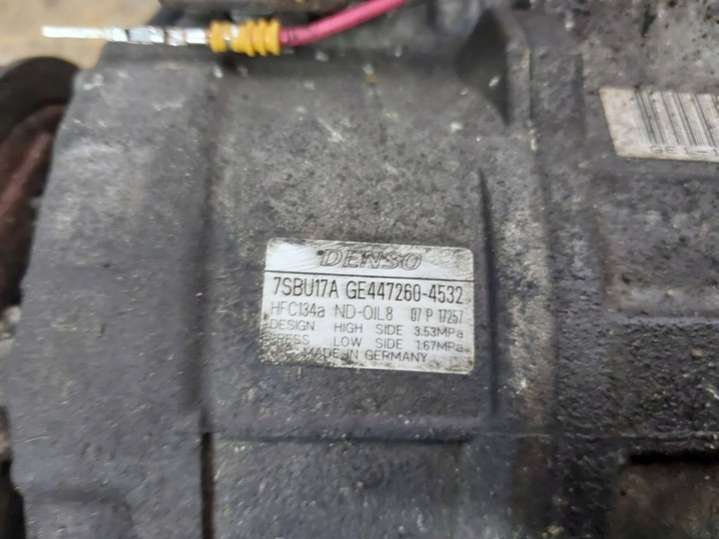 DENSO
7SBU17A GE447260-4532
HFC134a ND-OIL8 07 P 17257
DESIGN HIGH SIDE 3.53MPa
PRESS LOW SIDE 1.67MPa
MADE IN GERMANY